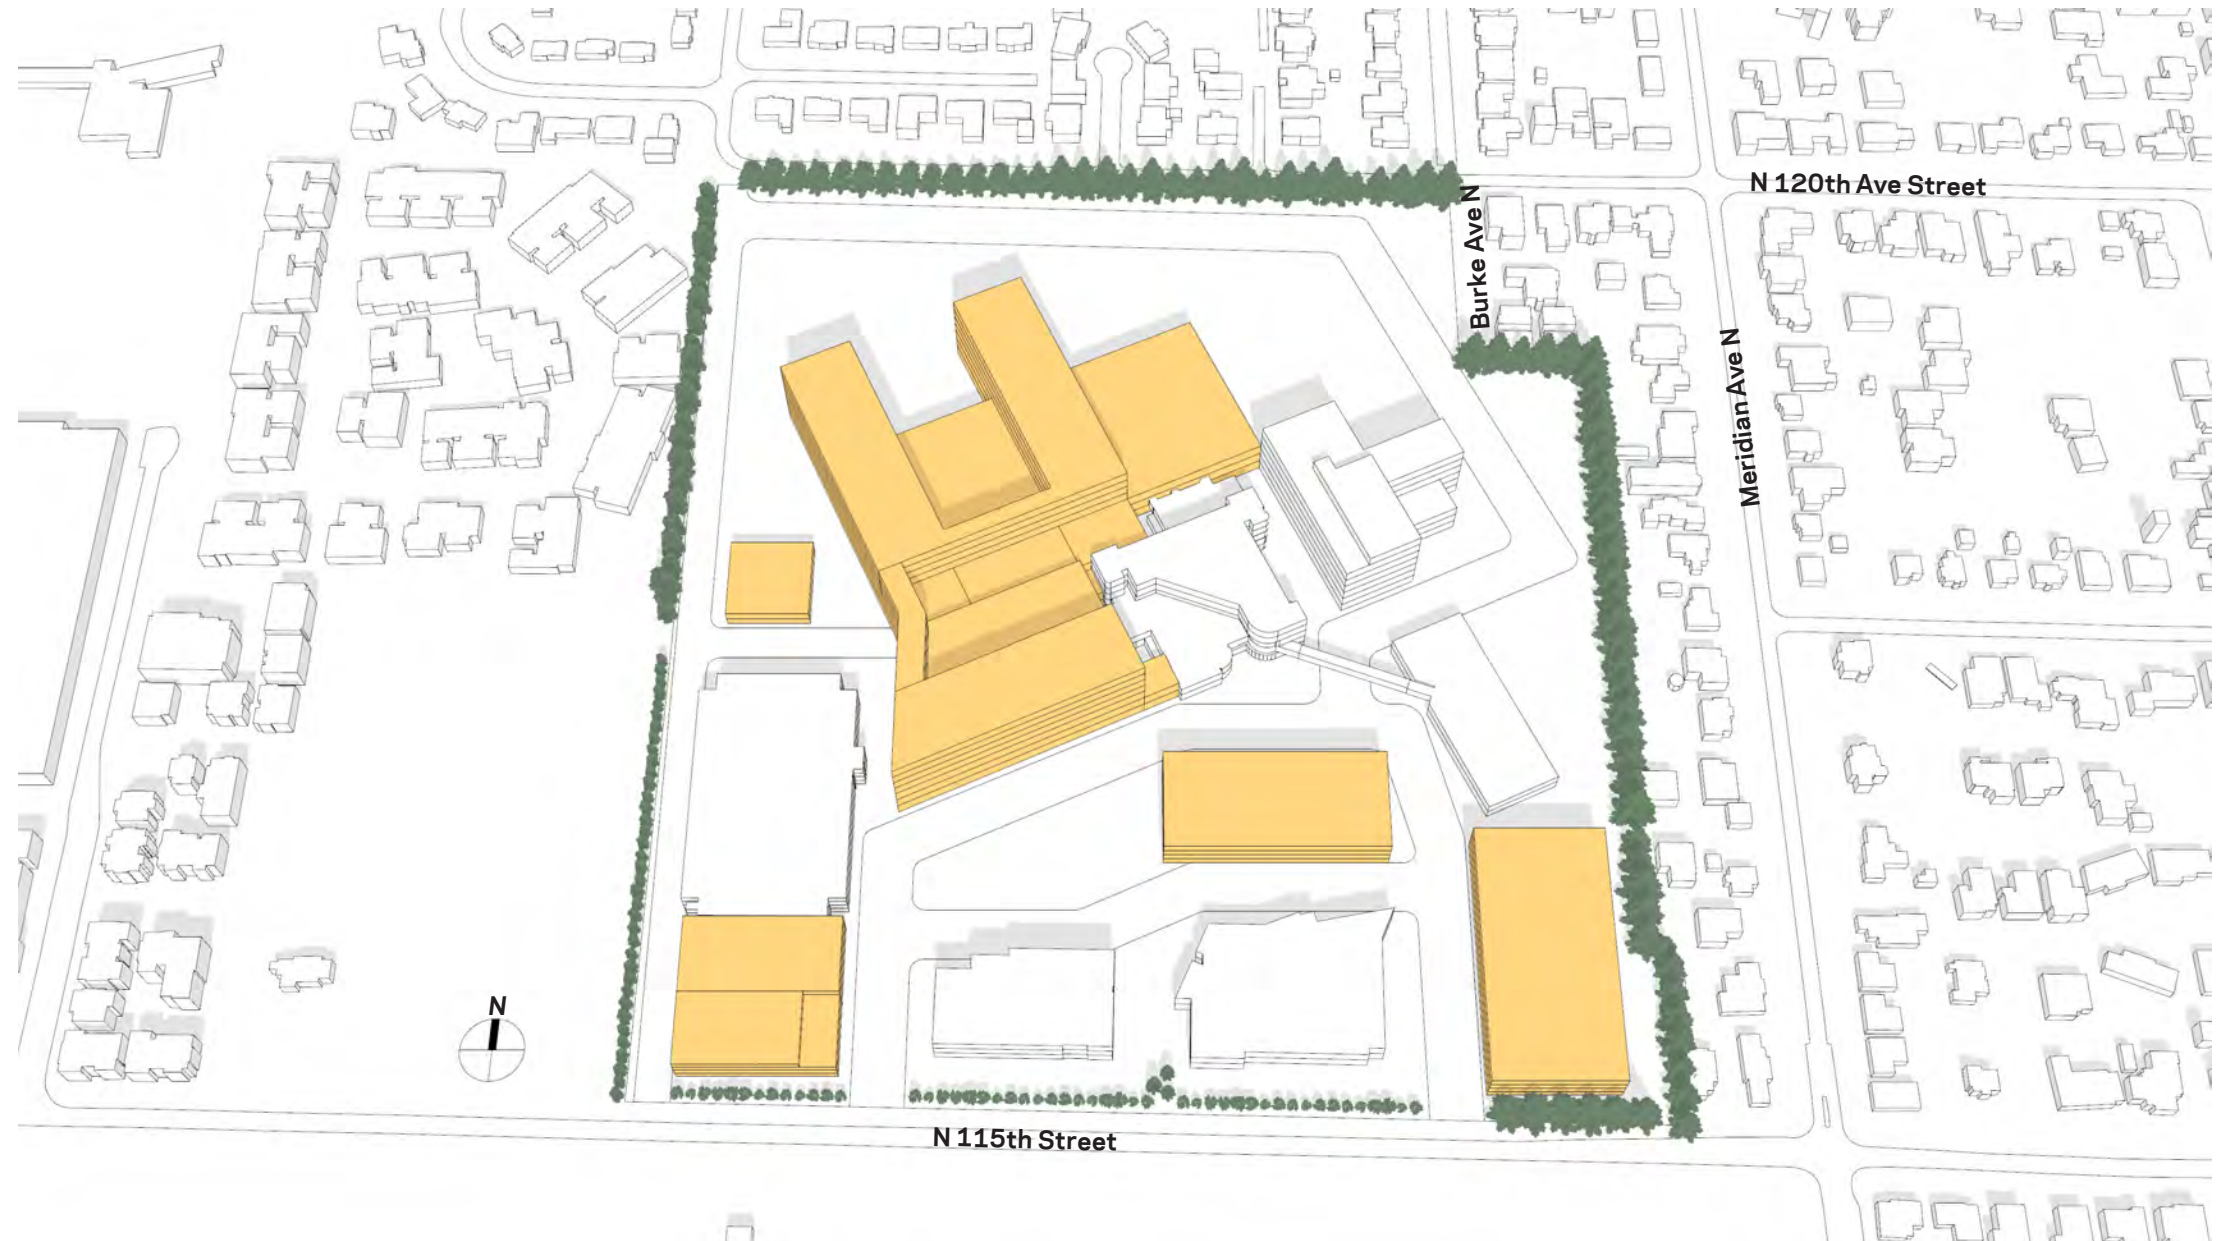 N 120th Ave Street
Burke Ave N
Meridian Ave N
N
N 115th Street